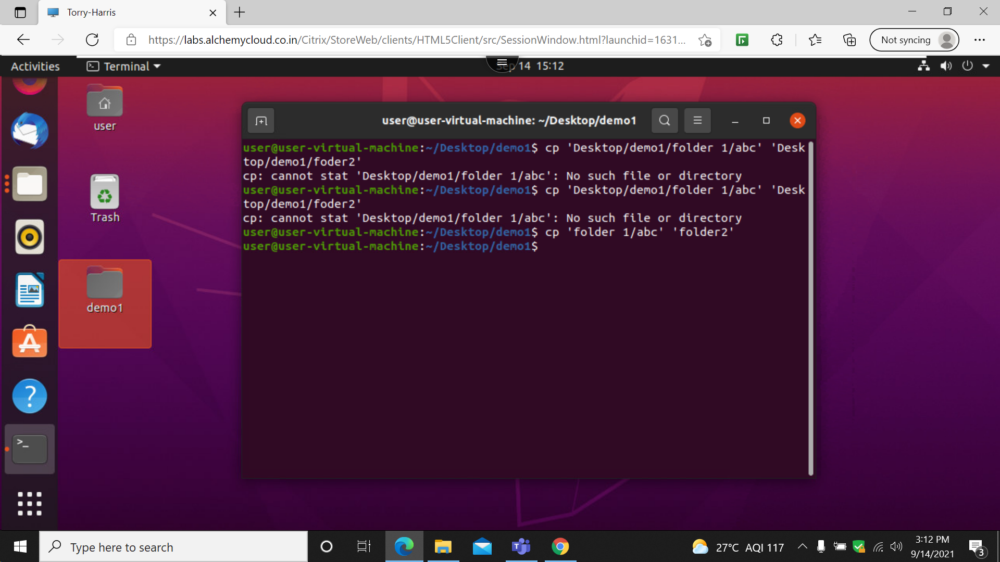 Torry-Harris
https://labs.alchemycloud.co.in/Citrix/StoreWeb/clients/HTML5Client/src/SessionWindow.html?launchid=1631...
Not syncing
Activities
Terminal
Sep 14 15:12
user
Trash
demo1
user@user-virtual-machine: ~/Desktop/demo1
user@user-virtual-machine:~/Desktop/demo1$ cp 'Desktop/demo1/folder 1/abc' 'Desk
top/demo1/foder2'
cp: cannot stat 'Desktop/demo1/folder 1/abc': No such file or directory
user@user-virtual-machine:~/Desktop/demo1$ cp 'Desktop/demo1/folder 1/abc' 'Desk
top/demo1/foder2'
cp: cannot stat 'Desktop/demo1/folder 1/abc': No such file or directory
user@user-virtual-machine:~/Desktop/demo1$ cp 'folder 1/abc' 'folder2'
user@user-virtual-machine:~/Desktop/demo1$
Type here to search
27°C AQI 117
3:12 PM
9/14/2021
3